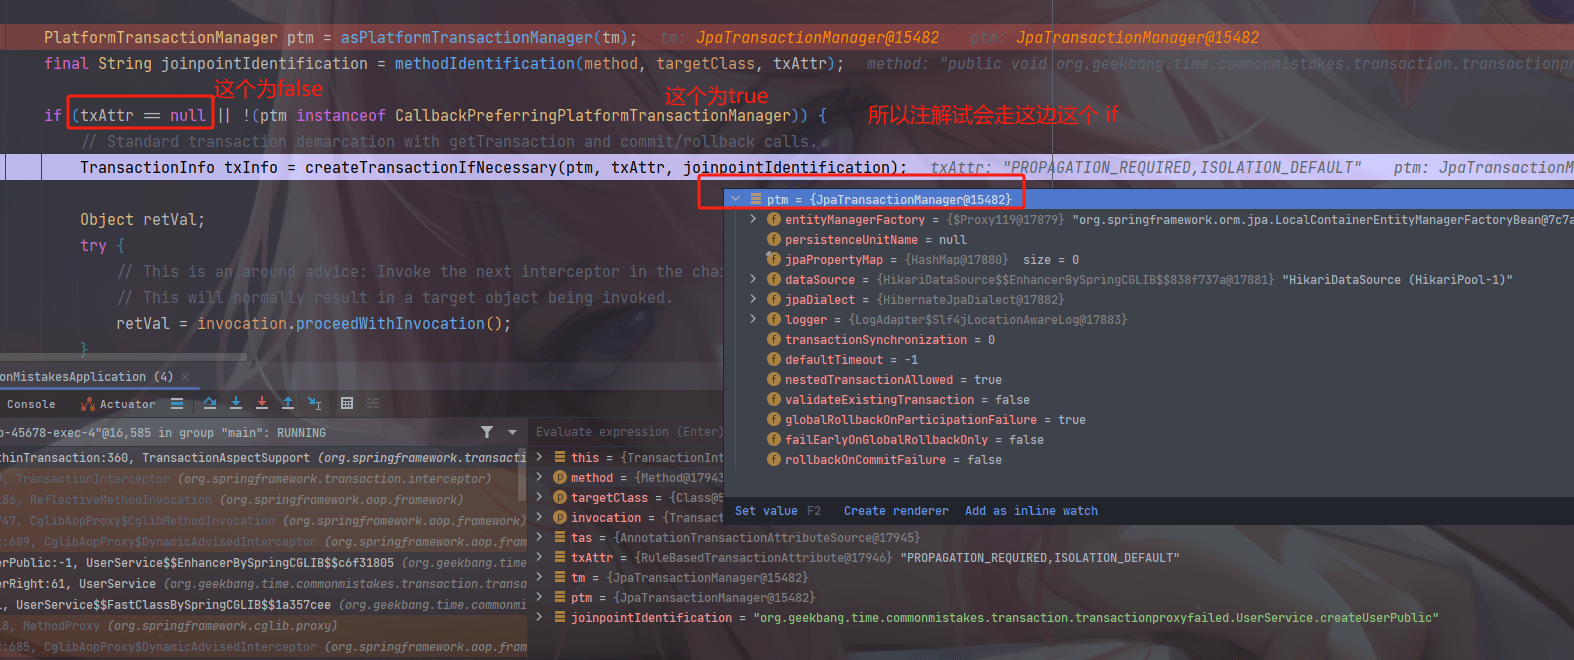 PlatformTransactionManager ptm = asPlatformTransactionManager(tm); tm: JpaTransactionManager@15482 ptm: JpaTransactionManager@15482
final String joinpointIdentification = methodIdentification(method, targetClass, txAttr); method: "public void org.geekbang.time.commonmistakes.transaction.transactionpr
这个为false
这个为true
if (txAttr == null || !(ptm instanceof CallbackPreferringPlatformTransactionManager)) { 所以注解试会走这边这个 if
// Standard transaction demarcation with getTransaction and commit/rollback calls.
TransactionInfo txInfo = createTransactionIfNecessary(ptm, txAttr, joinpointIdentification); txAttr: "PROPAGATION_REQUIRED,ISOLATION_DEFAULT" ptm: JpaTransactionM
Object retVal;
try {
// This is an around advice: Invoke the next interceptor in the chai
// This will normally result in a target object being invoked.
retVal = invocation.proceedWithInvocation();
}
ptm = {JpaTransactionManager@15482}
entityManagerFactory = {$Proxy119@17879} "org.springframework.orm.jpa.LocalContainerEntityManagerFactoryBean@7c7a
persistenceUnitName = null
jpaPropertyMap = {HashMap@17880} size = 0
dataSource = {HikariDataSource$$EnhancerBySpringCGLIB$$838f737a@17881} "HikariDataSource (HikariPool-1)"
jpaDialect = {HibernateJpaDialect@17882}
logger = {LogAdapter$Slf4jLocationAwareLog@17883}
transactionSynchronization = 0
defaultTimeout = -1
nestedTransactionAllowed = true
validateExistingTransaction = false
globalRollbackOnParticipationFailure = true
failEarlyOnGlobalRollbackOnly = false
rollbackOnCommitFailure = false
Set value F2 Create renderer Add as inline watch
onMistakesApplication (4)
Console Actuator
o-45678-exec-4"@16,585 in group "main": RUNNING
hinTransaction:360, TransactionAspectSupport (org.springframework.transacti
, TransactionInterceptor (org.springframework.transaction.interceptor)
186, ReflectiveMethodInvocation (org.springframework.aop.framework)
747, CglibAopProxy$CglibMethodInvocation (org.springframework.aop.framework)
:689, CglibAopProxy$DynamicAdvisedInterceptor (org.springframework.aop.fram
rPublic:-1, UserService$$EnhancerBySpringCGLIB$$c6f31805 (org.geekbang.time
erRight:61, UserService (org.geekbang.time.commonmistakes.transaction.transa
, UserService$$FastClassBySpringCGLIB$$1a357cee (org.geekbang.time.commonmi
18, MethodProxy (org.springframework.cglib.proxy)
:685, CglibAopProxy$DynamicAdvisedInterceptor (org.springframework.aop.fram
Evaluate expression (Enter)
this = {TransactionInt
method = {Method@17943
targetClass = {Class@5
invocation = {Transact
tas = {AnnotationTransactionAttributeSource@17945}
txAttr = {RuleBasedTransactionAttribute@17946} "PROPAGATION_REQUIRED,ISOLATION_DEFAULT"
tm = {JpaTransactionManager@15482}
ptm = {JpaTransactionManager@15482}
joinpointIdentification = "org.geekbang.time.commonmistakes.transaction.transactionproxyfailed.UserService.createUserPublic"